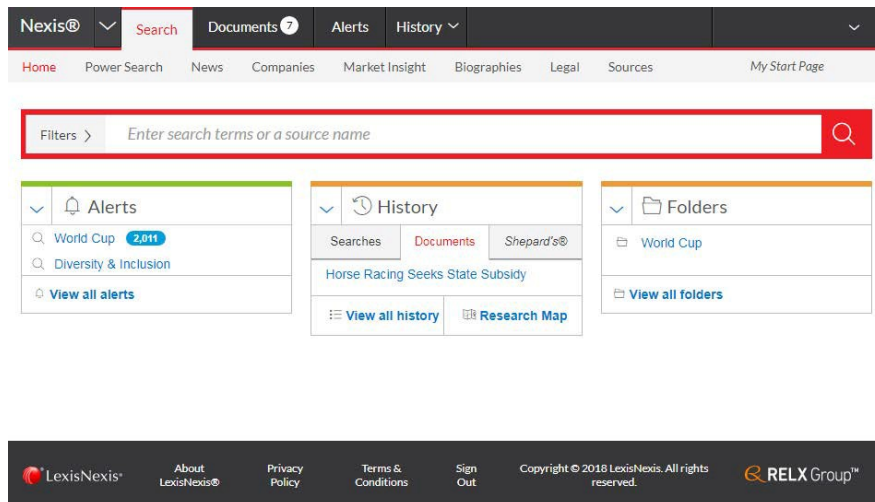 Nexis® Search Documents 7 Alerts History
Home Power Search News Companies Market Insight Biographies Legal Sources My Start Page
Filters Enter search terms or a source name
Alerts
World Cup 2,011
Diversity & Inclusion
View all alerts
History
Searches Documents Shepard's®
Horse Racing Seeks State Subsidy
View all history Research Map
Folders
World Cup
View all folders
LexisNexis®
About
LexisNexis®
Privacy
Policy
Terms &
Conditions
Sign
Out
Copyright © 2018 LexisNexis. All rights
reserved.
RELX Group™